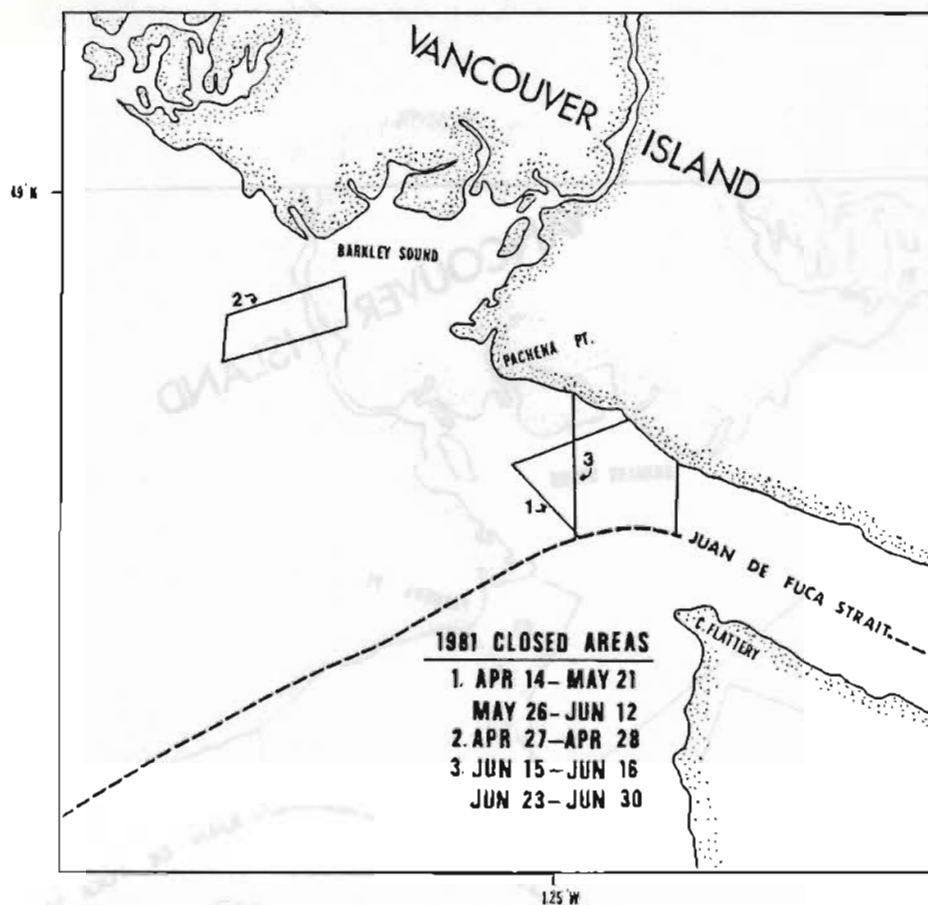 VANCOUVER
ISLAND
49° N
BARKLEY SOUND
2
PACHENA PT.
3
1
JUAN DE FUCA STRAIT
C. FLATTERY
1981 CLOSED AREAS
1. APR 14–MAY 21
MAY 26–JUN 12
2. APR 27–APR 28
3. JUN 15–JUN 16
JUN 23–JUN 30
125°W